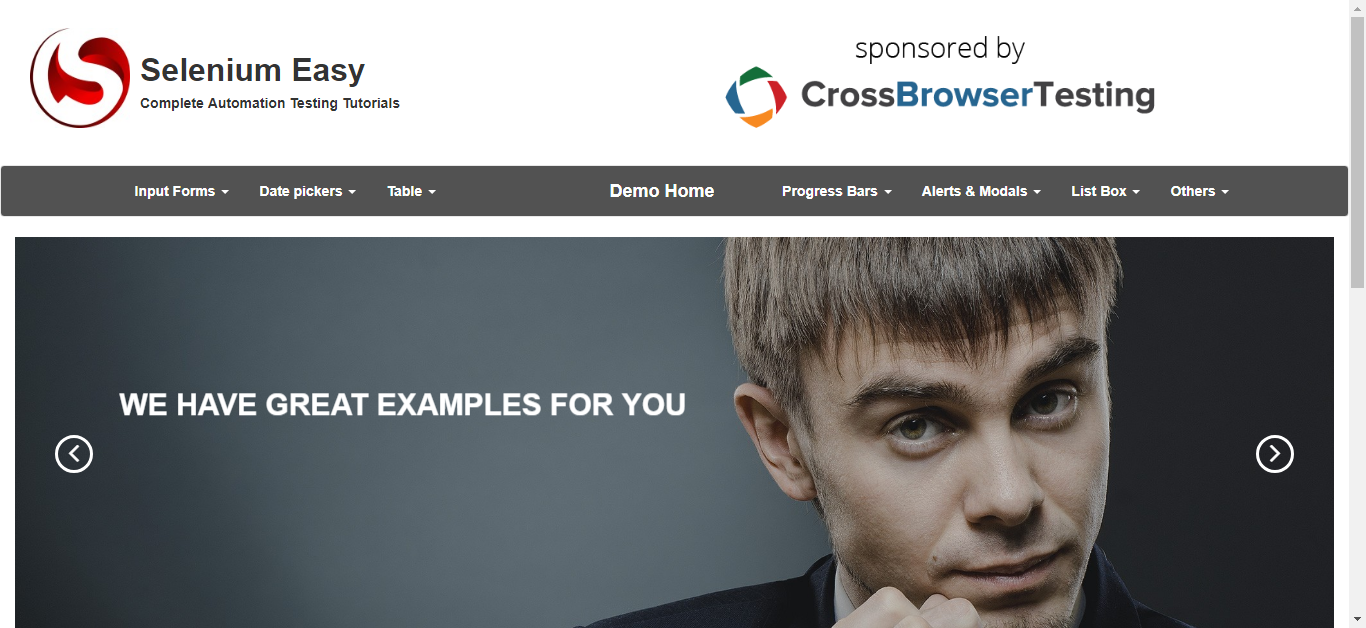 Selenium Easy
Complete Automation Testing Tutorials
sponsored by
CrossBrowserTesting
Input Forms Date pickers Table Demo Home Progress Bars Alerts & Modals List Box Others
WE HAVE GREAT EXAMPLES FOR YOU